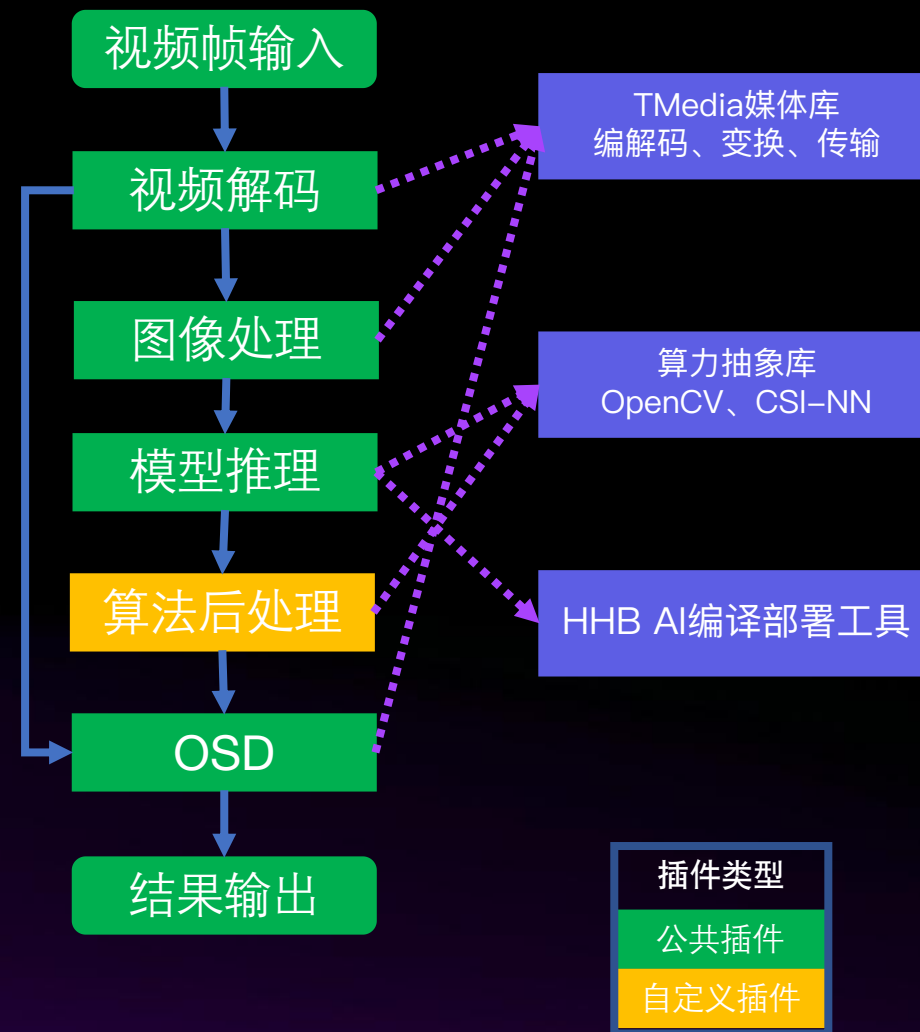 视频帧输入
视频解码
图像处理
模型推理
算法后处理
OSD
结果输出
TMedia媒体库
编解码、变换、传输
算力抽象库
OpenCV、CSI-NN
HHB AI编译部署工具
插件类型
公共插件
自定义插件